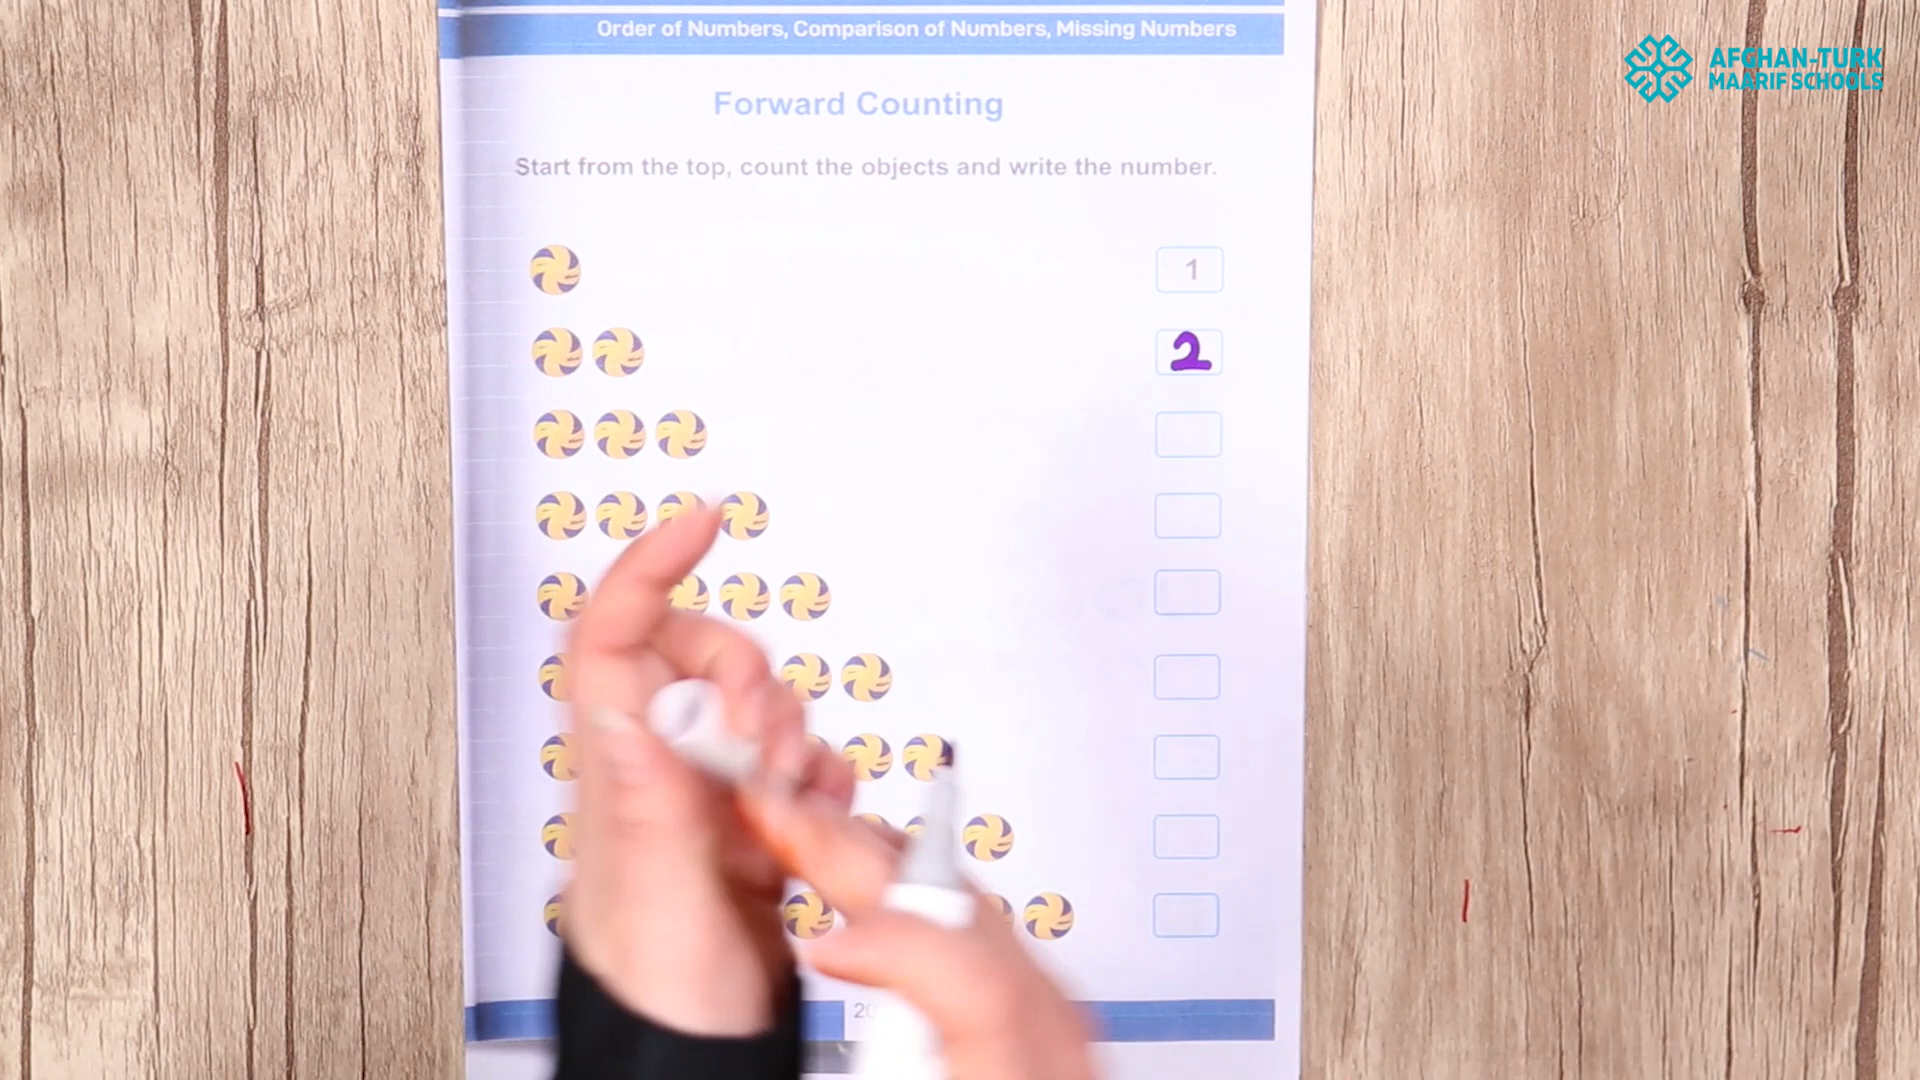 Order of Numbers, Comparison of Numbers, Missing Numbers
AFGHAN-TURK
MAARIF SCHOOLS
Forward Counting
Start from the top, count the objects and write the number.
1
2